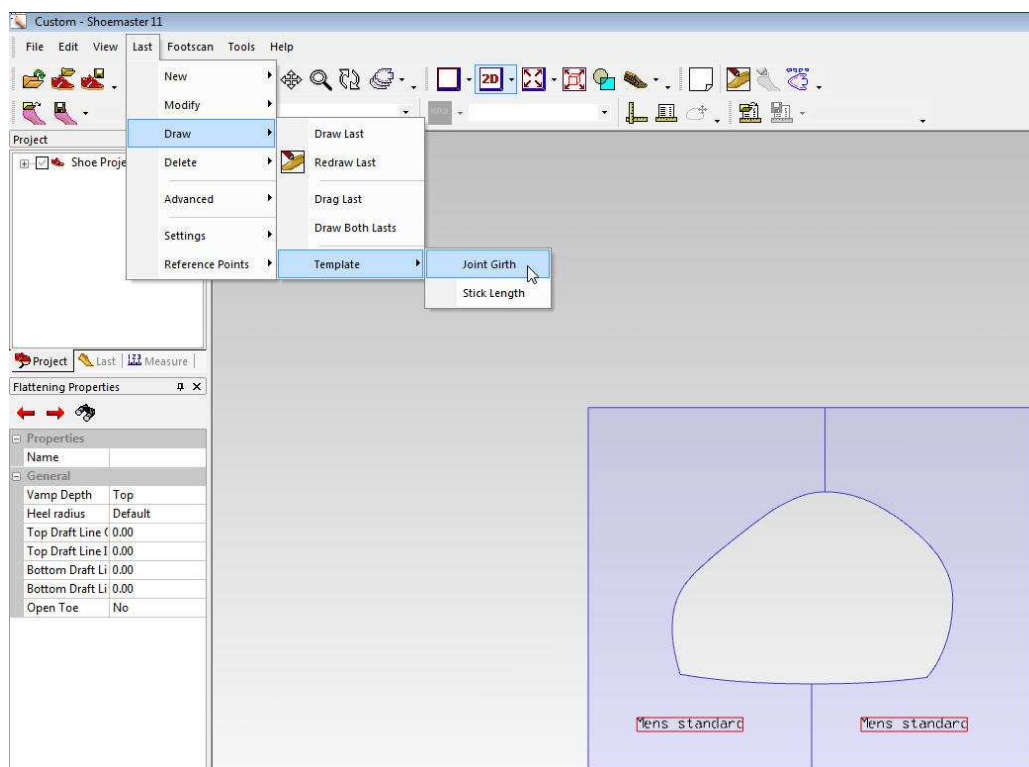 Custom - Shoemaster 11
File Edit View Last Footscan Tools Help
New
Modify
Draw
Delete
Advanced
Settings
Reference Points
Draw Last
Redraw Last
Drag Last
Draw Both Lasts
Template
Joint Girth
Stick Length
2D
Project
Shoe Proje
Project Last Measure
Flattening Properties
Properties
Name
General
Vamp Depth Top
Heel radius Default
Top Draft Line ( 0.00
Top Draft Line I 0.00
Bottom Draft Li 0.00
Bottom Draft Li 0.00
Open Toe No
Mens standard Mens standard